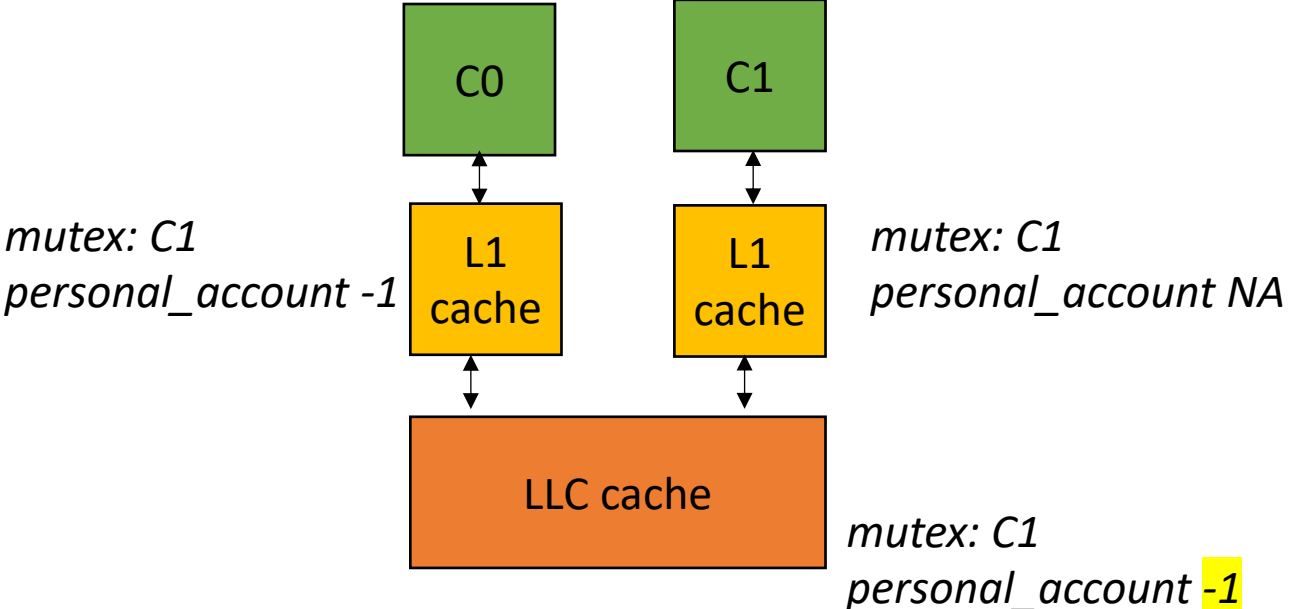 C0
C1
mutex: C1
personal_account -1
L1
cache
L1
cache
mutex: C1
personal_account NA
LLC cache
mutex: C1
personal_account -1